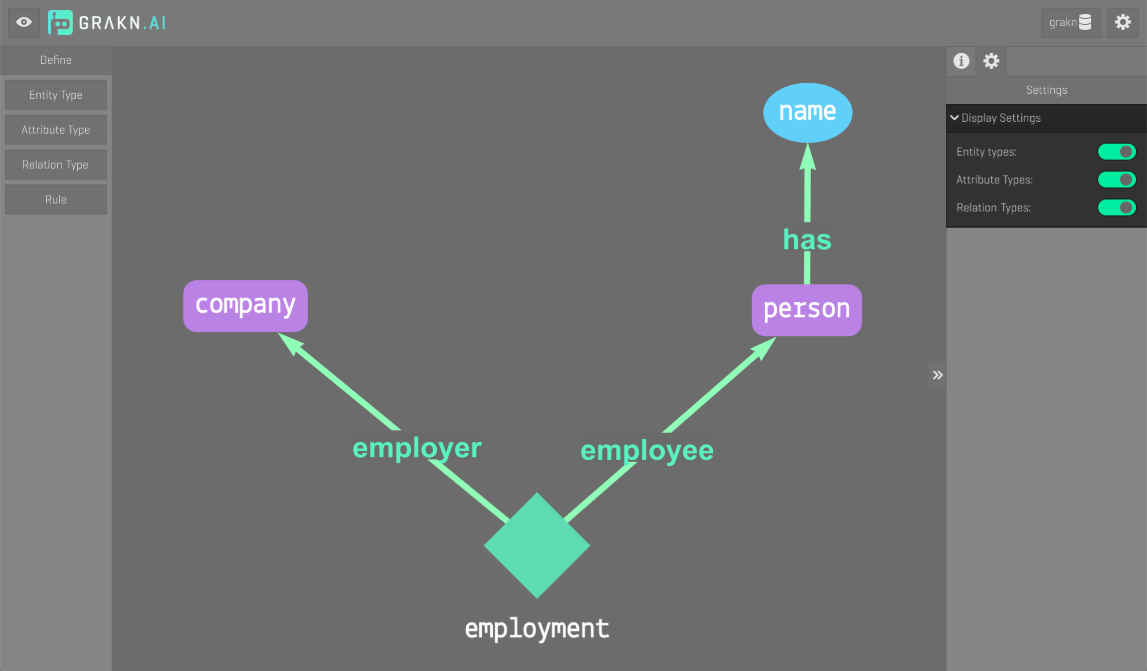 GRAKN.AI
grakn
Define
Entity Type
Attribute Type
Relation Type
Rule
name
has
company
person
employer
employee
employment
Settings
Display Settings
Entity types:
Attribute Types:
Relation Types: